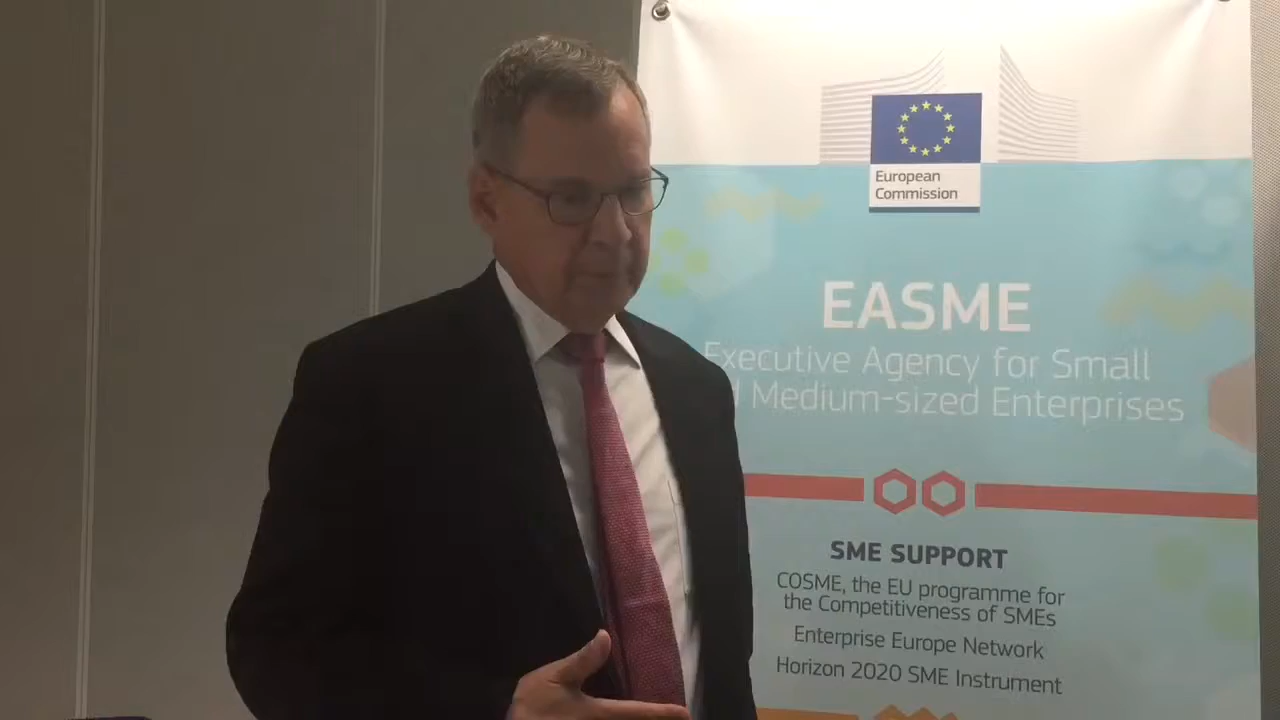 European
Commission
EASME
Executive Agency for Small
Medium-sized Enterprises
SME SUPPORT
COSME, the EU programme for
the Competitiveness of SMEs
Enterprise Europe Network
Horizon 2020 SME Instrument